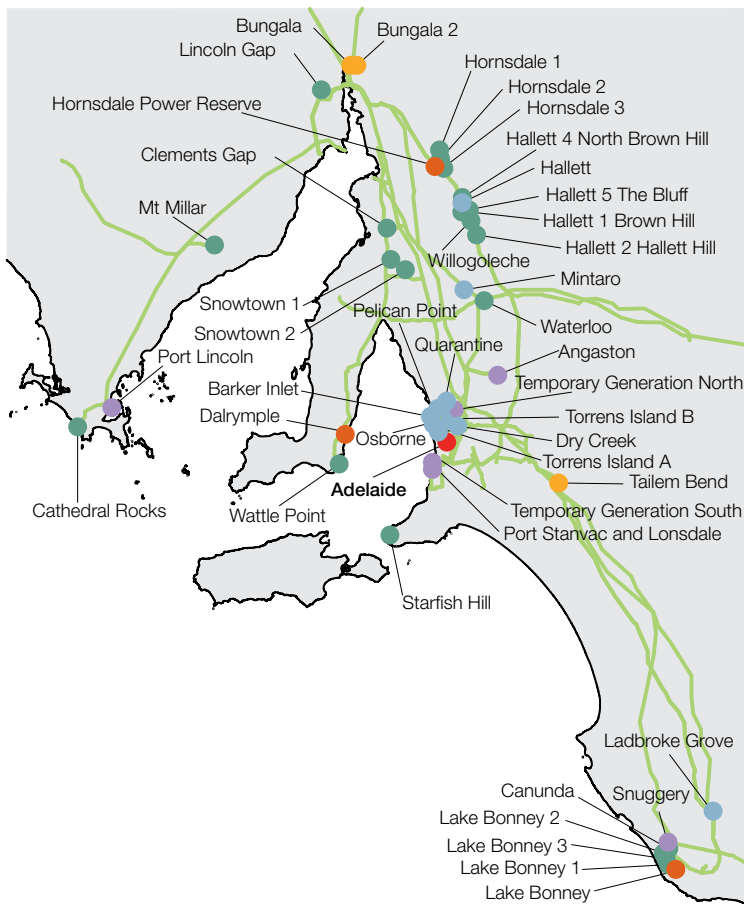 Bungala
Bungala 2
Lincoln Gap
Hornsdale 1
Hornsdale 2
Hornsdale Power Reserve
Hornsdale 3
Hallett 4 North Brown Hill
Clements Gap
Hallett
Hallett 5 The Bluff
Mt Millar
Hallett 1 Brown Hill
Hallett 2 Hallett Hill
Willogoleche
Mintaro
Snowtown 1
Pelican Point
Waterloo
Snowtown 2
Quarantine
Angaston
Port Lincoln
Temporary Generation North
Barker Inlet
Torrens Island B
Dalrymple
Osborne
Dry Creek
Torrens Island A
Tailem Bend
Adelaide
Cathedral Rocks
Wattle Point
Temporary Generation South
Port Stanvac and Lonsdale
Starfish Hill
Ladbroke Grove
Canunda
Snuggery
Lake Bonney 2
Lake Bonney 3
Lake Bonney 1
Lake Bonney